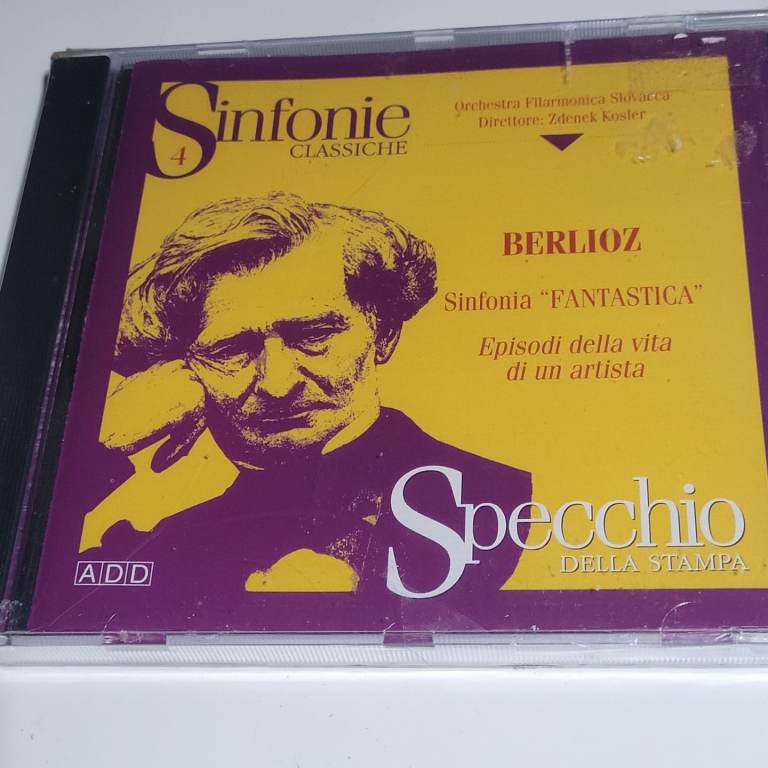 Sinfonie
4
CLASSICHE
Orchestra Filarmonica Slovacca
Direttore: Zdenek Kosler
BERLIOZ
Sinfonia “FANTASTICA”
Episodi della vita
di un artista
Specchio
DELLA STAMPA
ADD